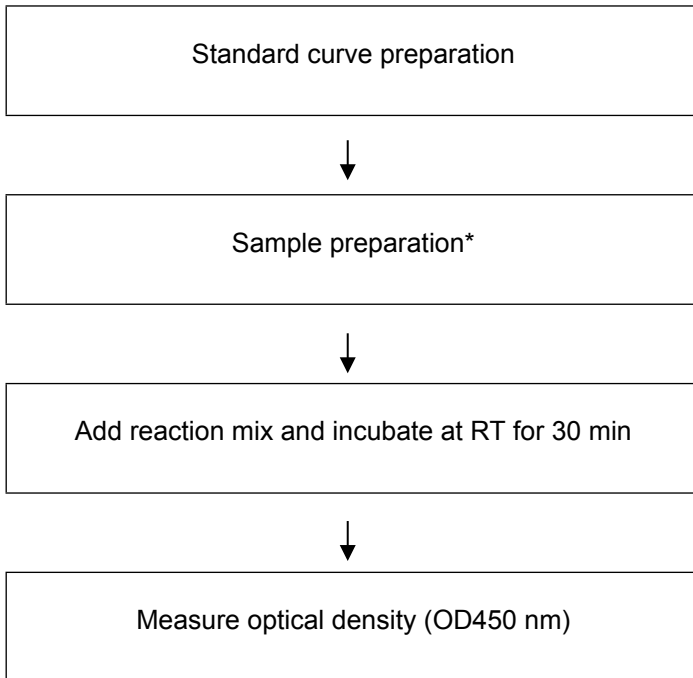 Standard curve preparation
Sample preparation*
Add reaction mix and incubate at RT for 30 min
Measure optical density (OD450 nm)